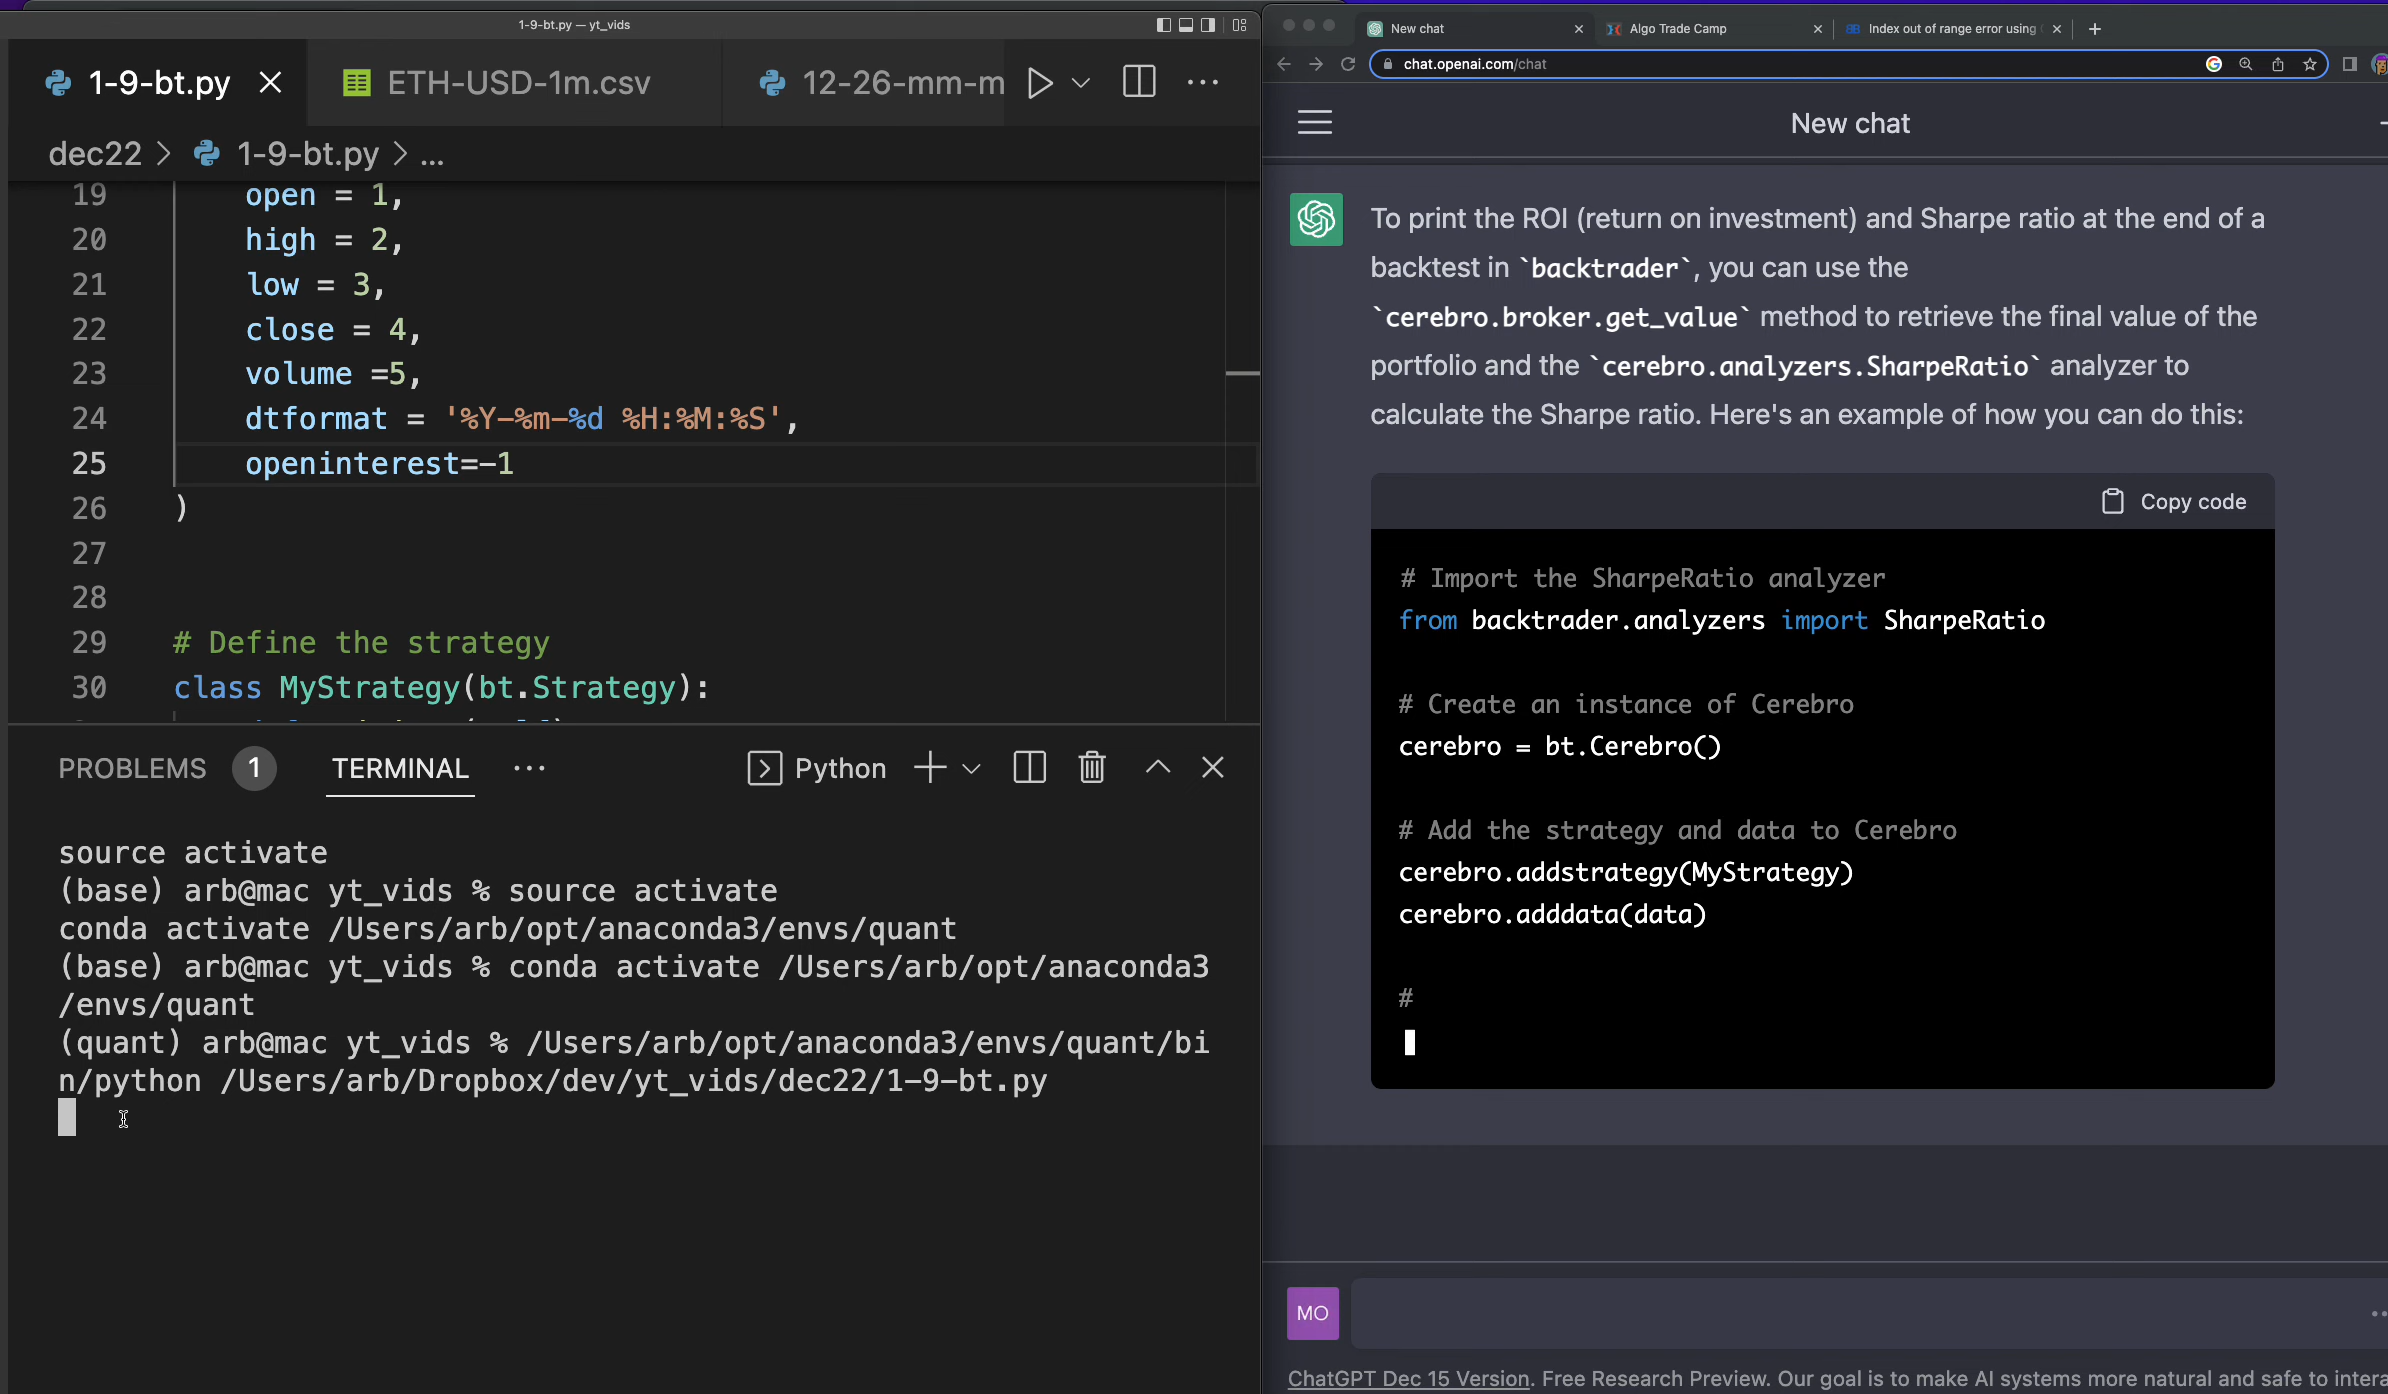 1-9-bt.py — yt_vids
1-9-bt.py
ETH-USD-1m.csv
12-26-mm-m
dec22 > 1-9-bt.py > ...
19 open = 1,
20 high = 2,
21 low = 3,
22 close = 4,
23 volume =5,
24 dtformat = '%Y-%m-%d %H:%M:%S',
25 openinterest=-1
26 )
27
28
29 # Define the strategy
30 class MyStrategy(bt.Strategy):
PROBLEMS 1 TERMINAL ... Python
source activate
(base) arb@mac yt_vids % source activate
conda activate /Users/arb/opt/anaconda3/envs/quant
(base) arb@mac yt_vids % conda activate /Users/arb/opt/anaconda3
/envs/quant
(quant) arb@mac yt_vids % /Users/arb/opt/anaconda3/envs/quant/bi
n/python /Users/arb/Dropbox/dev/yt_vids/dec22/1-9-bt.py
New chat
Algo Trade Camp
Index out of range error using
chat.openai.com/chat
New chat
To print the ROI (return on investment) and Sharpe ratio at the end of a
backtest in `backtrader`, you can use the
`cerebro.broker.get_value` method to retrieve the final value of the
portfolio and the `cerebro.analyzers.SharpeRatio` analyzer to
calculate the Sharpe ratio. Here's an example of how you can do this:
Copy code
# Import the SharpeRatio analyzer
from backtrader.analyzers import SharpeRatio
# Create an instance of Cerebro
cerebro = bt.Cerebro()
# Add the strategy and data to Cerebro
cerebro.addstrategy(MyStrategy)
cerebro.adddata(data)
#
MO
ChatGPT Dec 15 Version. Free Research Preview. Our goal is to make AI systems more natural and safe to intera